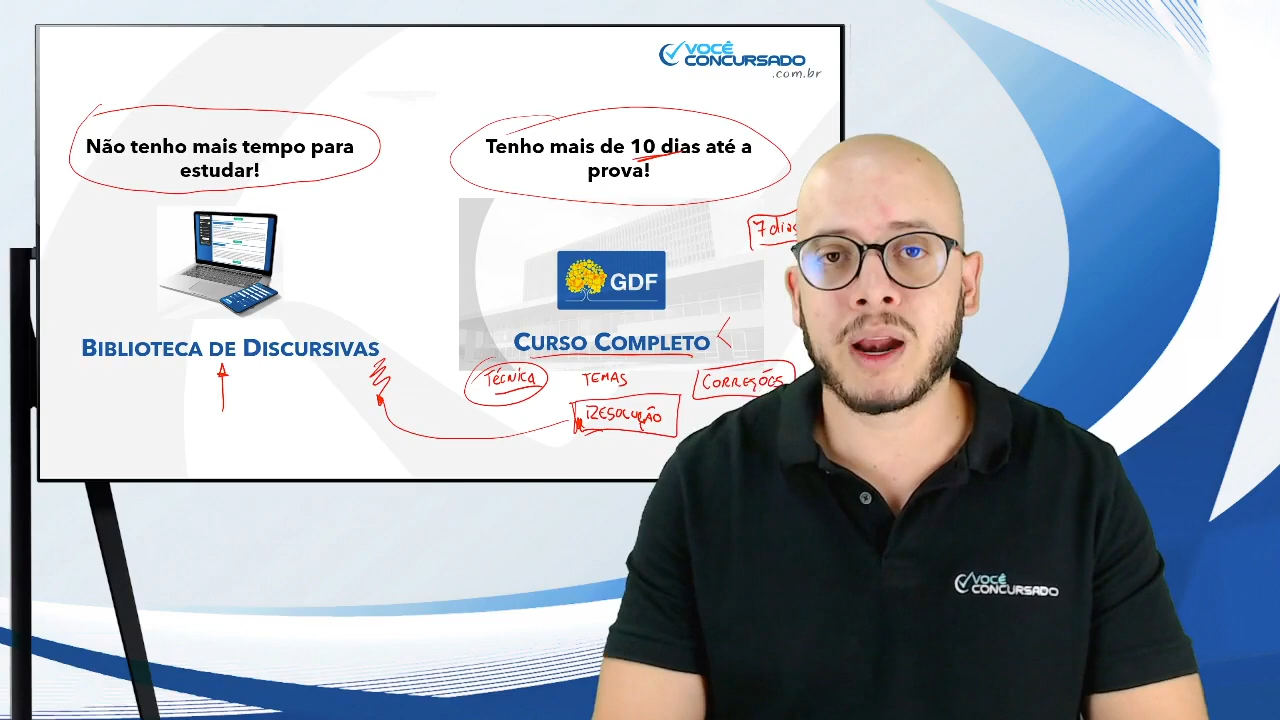 VOCÊ
CONCURSADO
.com.br
Não tenho mais tempo para
estudar!
Tenho mais de 10 dias até a
prova!
7 dias
GDF
BIBLIOTECA DE DISCURSIVAS
CURSO COMPLETO
TÉCNICA
TEMAS
CORREÇÕES
RESOLUÇÃO
VOCÊ
CONCURSADO